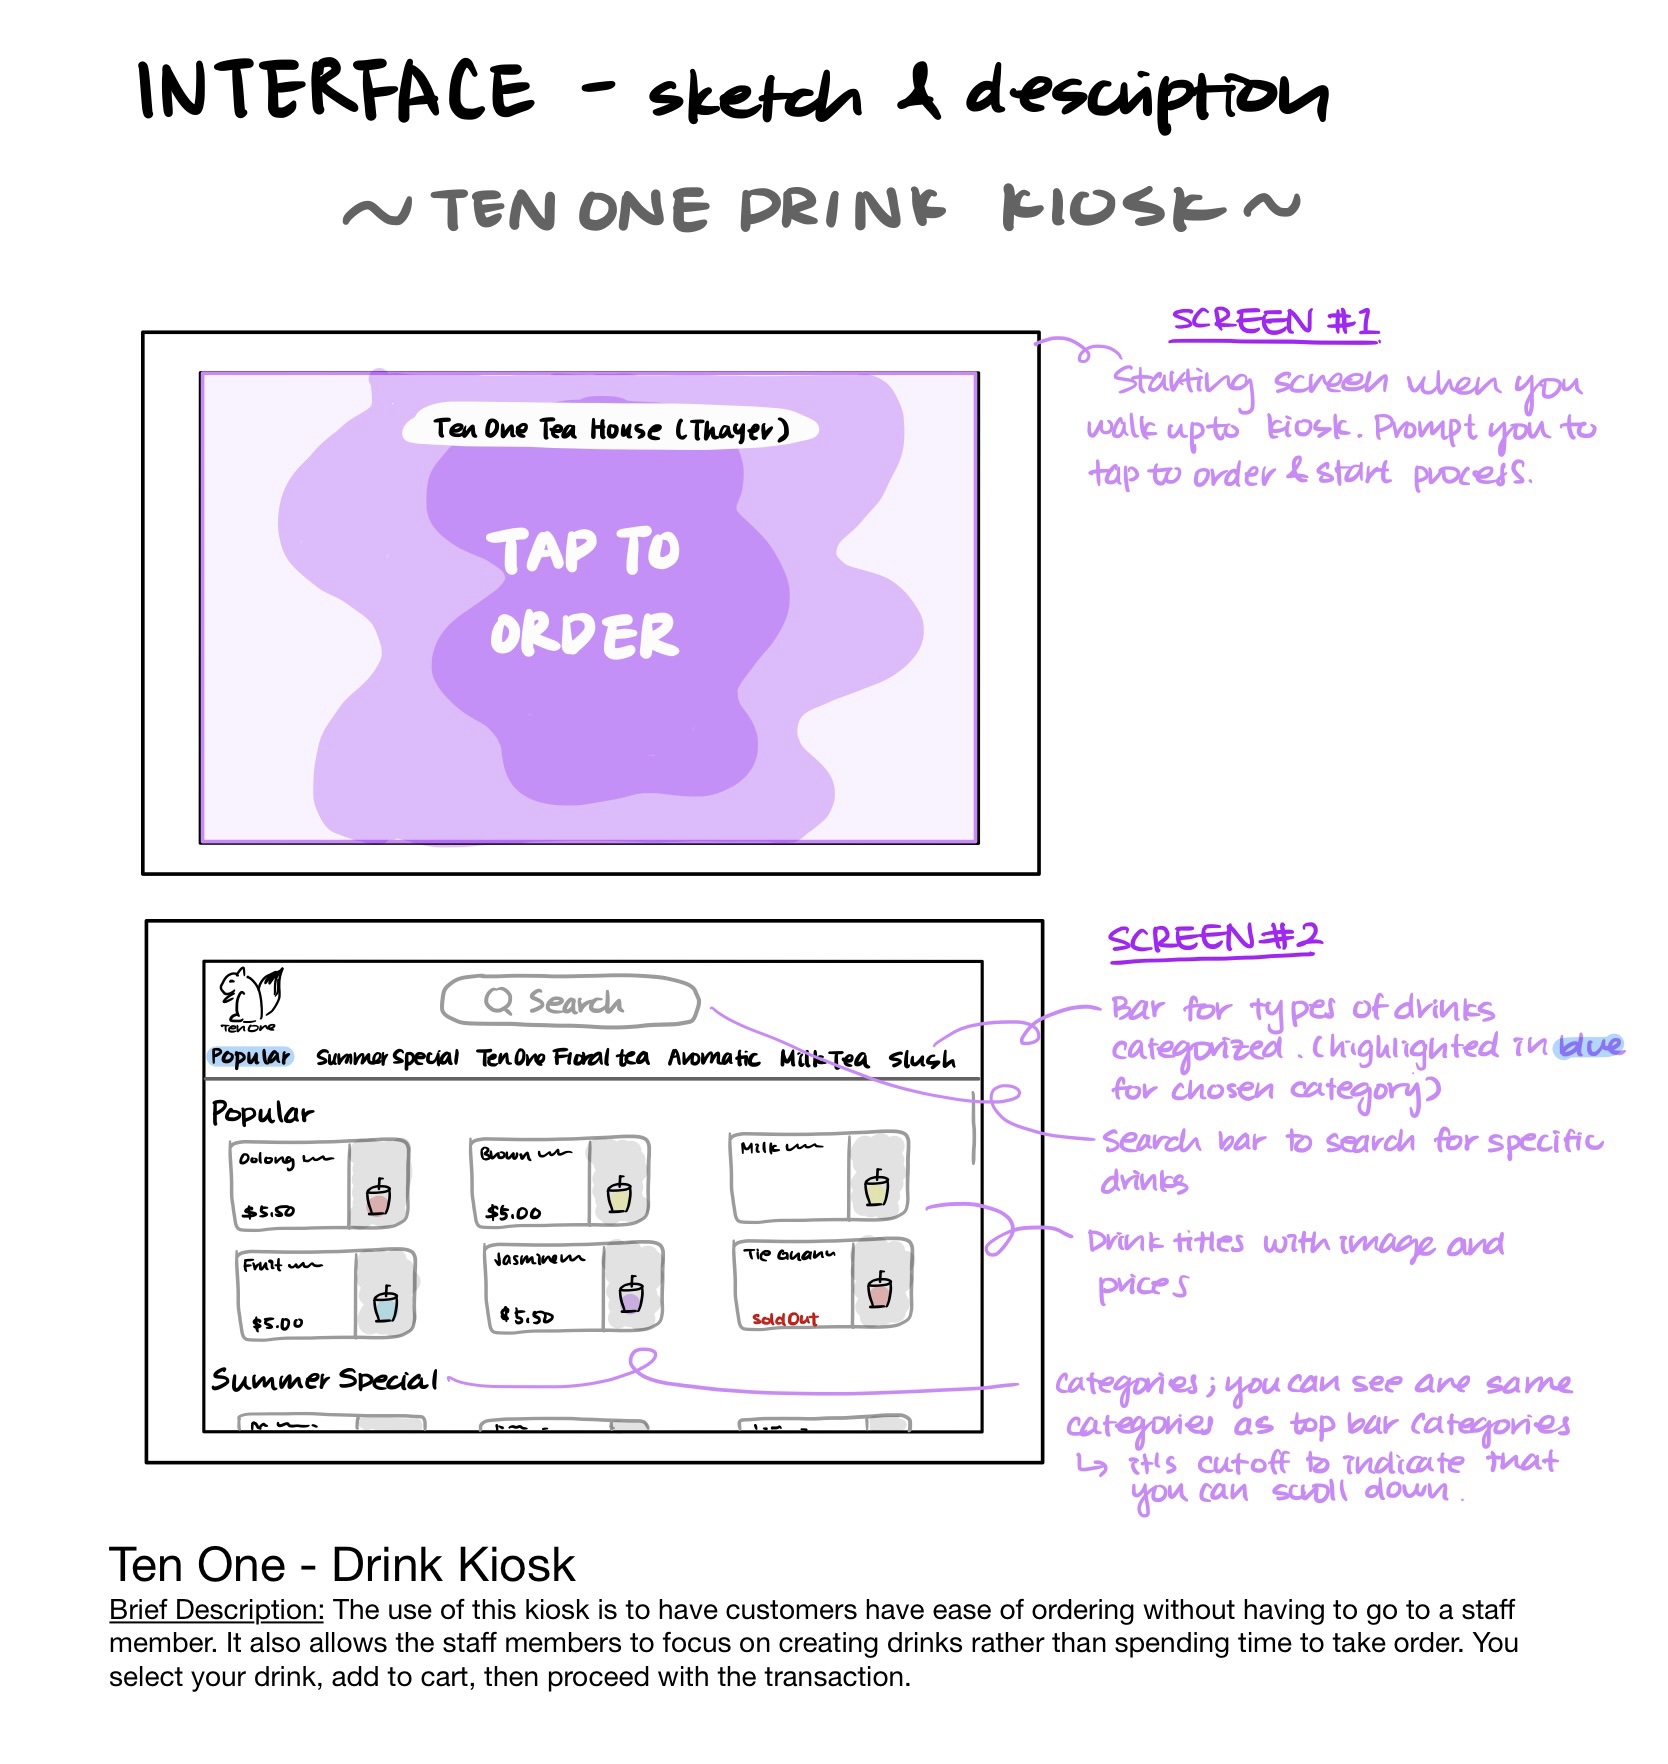 INTERFACE - sketch & description
~ TEN ONE DRINK KIOSK ~
SCREEN #1
Starting screen when you
walk up to kiosk. Prompt you to
tap to order & start process.
Ten One Tea House (Thayer)
TAP TO
ORDER
SCREEN #2
Bar for types of drinks
categorized. (highlighted in blue
for chosen category)
Search bar to search for specific
drinks
Drink titles with image and
prices
Categories; you can see are same
categories as top bar categories
↳ it's cutoff to indicate that
you can scroll down.
Ten One
Search
Popular Summer Special Ten One Floral tea Aromatic Milk Tea Slush
Popular
Oolong
$5.50
Brown
$5.00
Milk
Fruit
$5.00
Jasmine
$5.50
Tie Guan
Sold Out
Summer Special
Ten One - Drink Kiosk
Brief Description: The use of this kiosk is to have customers have ease of ordering without having to go to a staff
member. It also allows the staff members to focus on creating drinks rather than spending time to take order. You
select your drink, add to cart, then proceed with the transaction.